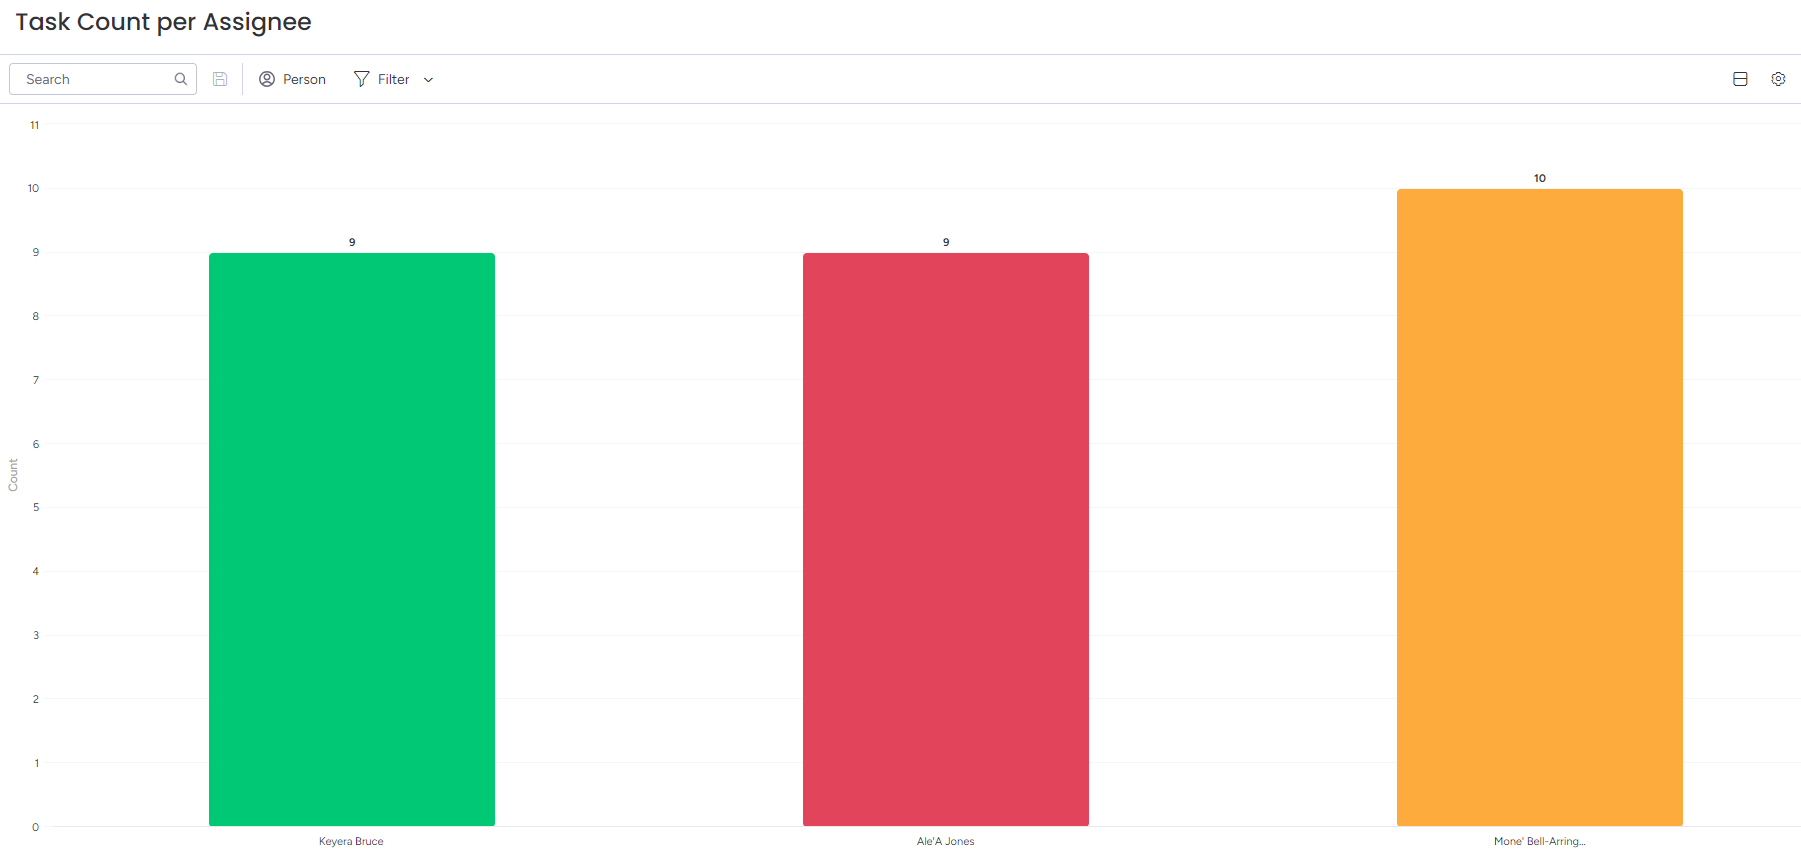 Task Count per Assignee
Search
Person
Filter
11
10
9
8
7
6
5
4
3
2
1
0
Count
9
9
10
Keyera Bruce
Ale'A Jones
Mone' Bell-Arring...